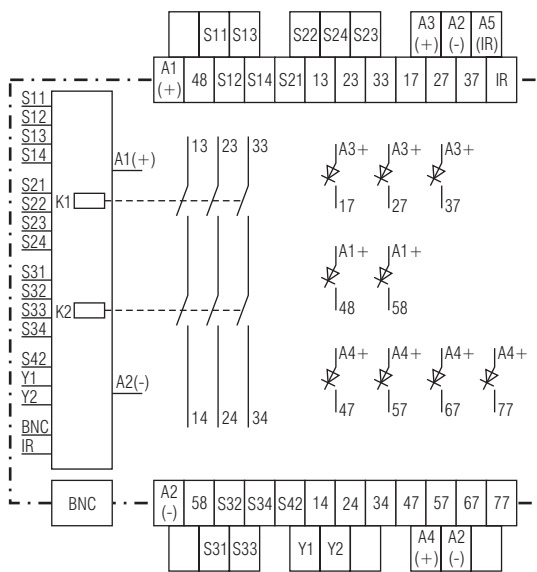 S11 S13 S22 S24 S23 A3 (+) A2 (-) A5 (IR)
A1 (+) 48 S12 S14 S21 13 23 33 17 27 37 IR
S11
S12
S13
S14
A1(+)
S21
S22
K1
S23
S24
S31
S32
S33
K2
S34
S42
Y1
A2(-)
Y2
BNC
IR
13 23 33
14 24 34
A3+ A3+ A3+
17 27 37
A1+ A1+
48 58
A4+ A4+ A4+ A4+
47 57 67 77
BNC
A2 (-) 58 S32 S34 S42 14 24 34 47 57 67 77
S31 S33 Y1 Y2 A4 (+) A2 (-)